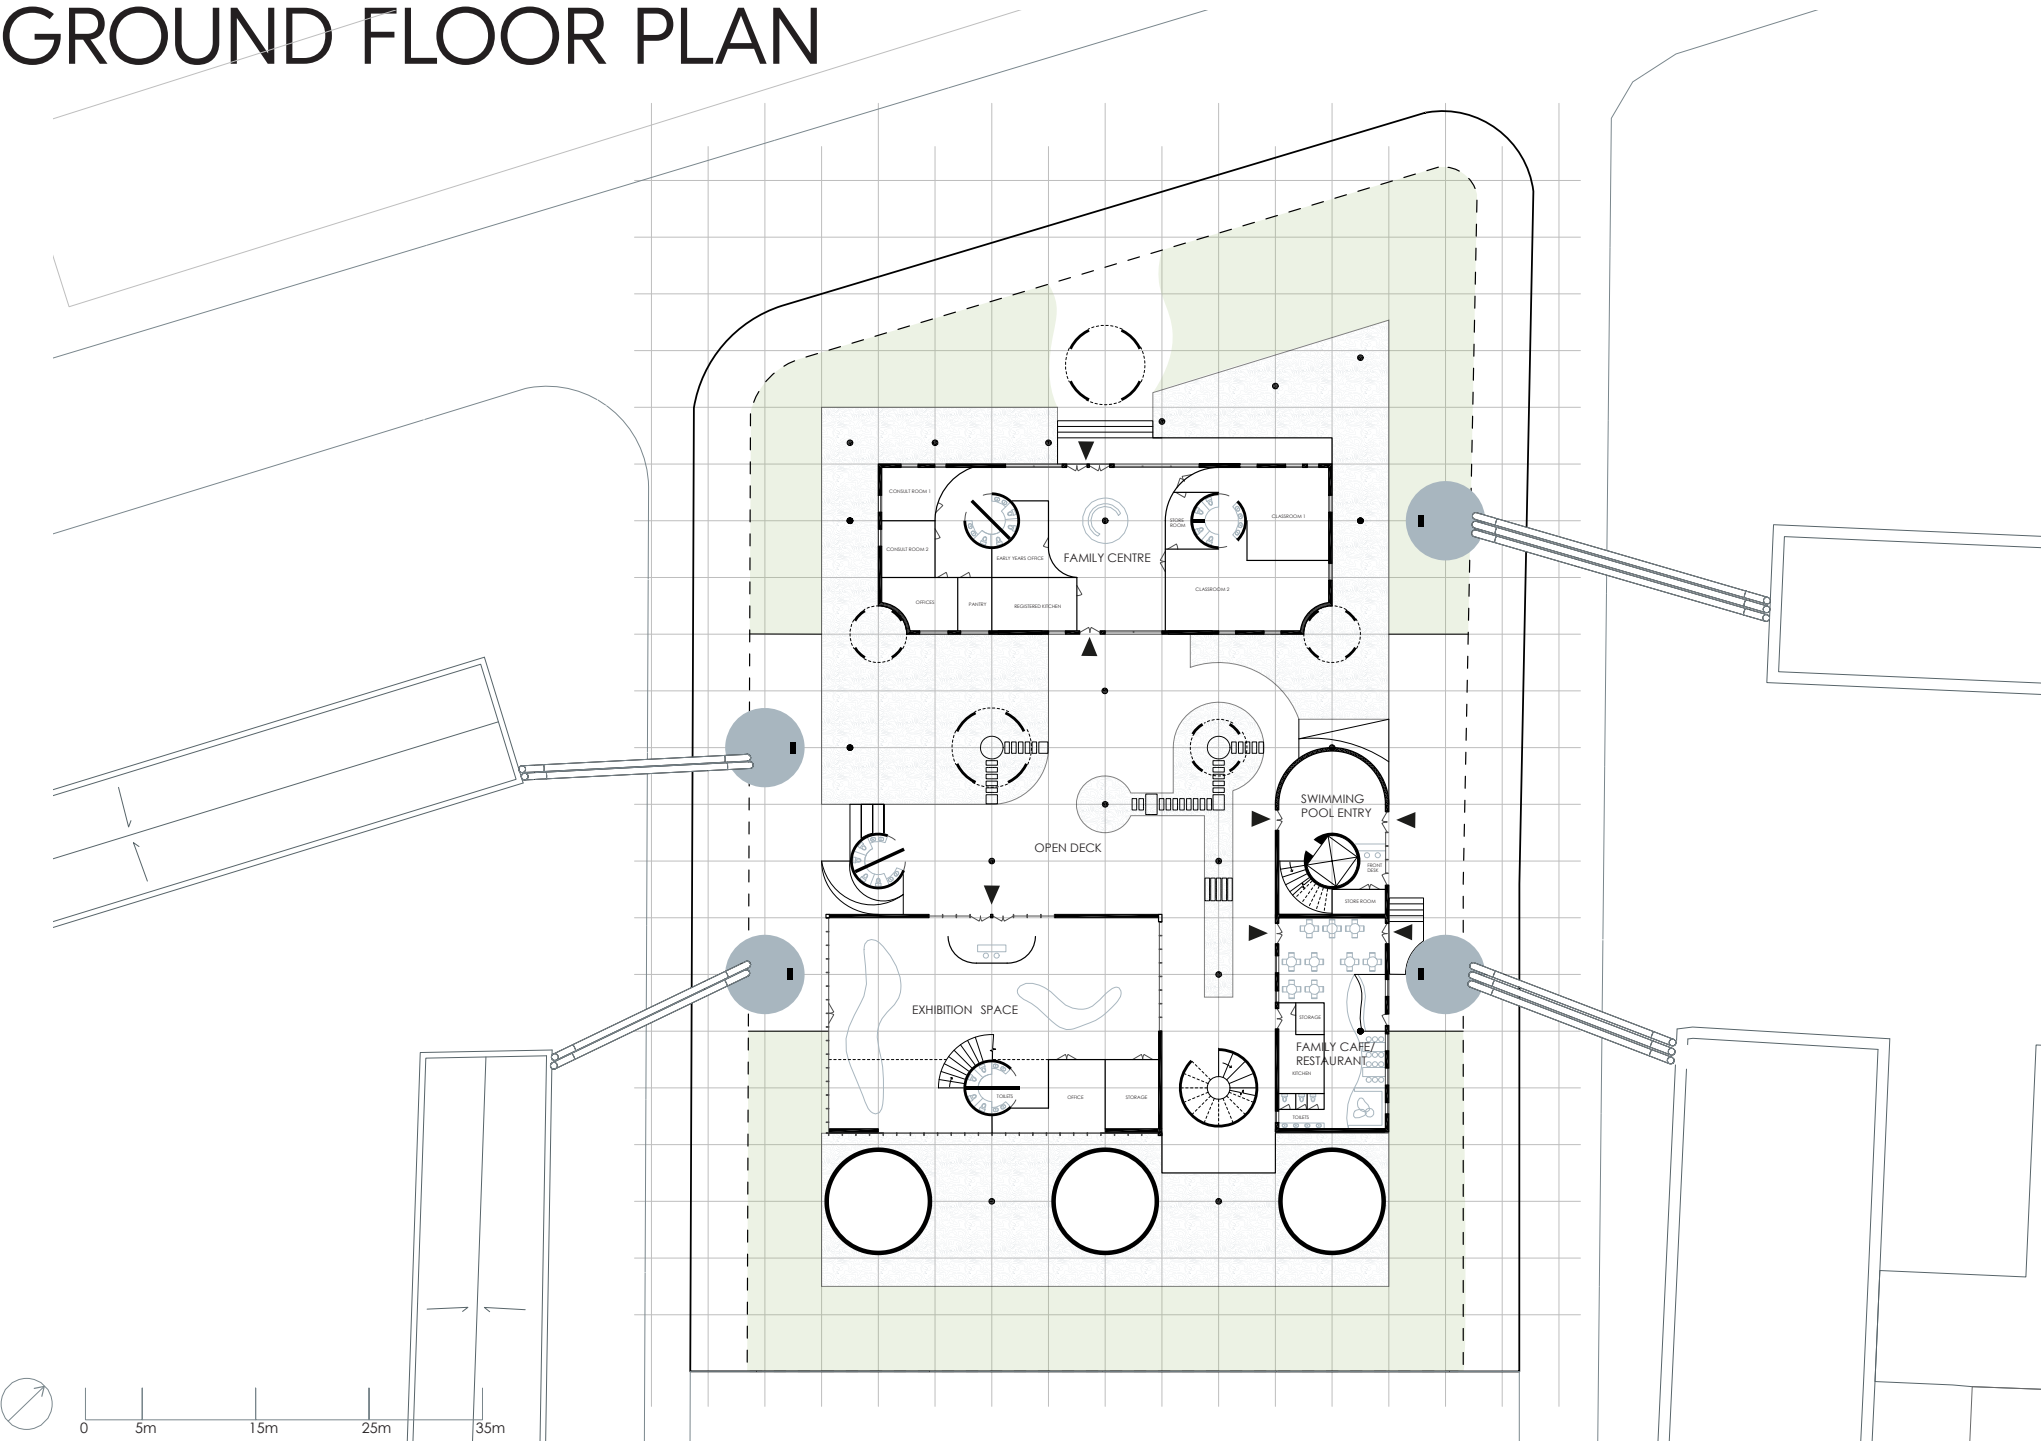 GROUND FLOOR PLAN
CONSULT ROOM 1
STORE
ROOM
CLASSROOM 1
CONSULT ROOM 2
EARLY YEARS OFFICE
FAMILY CENTRE
CLASSROOM 2
OFFICES
PANTRY
REGISTERED KITCHEN
SWIMMING
POOL ENTRY
OPEN DECK
FRONT
DESK
STORE ROOM
EXHIBITION SPACE
STORAGE
FAMILY CAFE/
RESTAURANT
KITCHEN
TOILETS
OFFICE
STORAGE
TOILETS
0 5m 15m 25m 35m